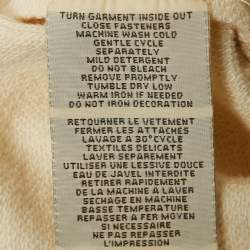 TURN GARMENT INSIDE OUT
CLOSE FASTENERS
MACHINE WASH COLD
GENTLE CYCLE
SEPARATELY
MILD DETERGENT
DO NOT BLEACH
REMOVE PROMPTLY
TUMBLE DRY LOW
WARM IRON IF NEEDED
DO NOT IRON DECORATION
RETOURNER LE VETEMENT
FERMER LES ATTACHES
LAVAGE A 30°CYCLE
TEXTILES DELICATS
LAVER SEPAREMENT
UTILISER UNE LESSIVE DOUCE
EAU DE JAVEL INTERDITE
RETIRER RAPIDEMENT
DE LA MACHINE A LAVER
SECHAGE EN MACHINE
BASSE TEMPERATURE
REPASSER A FER MOYEN
SI NECESSAIRE
NE PAS REPASSER
L'IMPRESSION